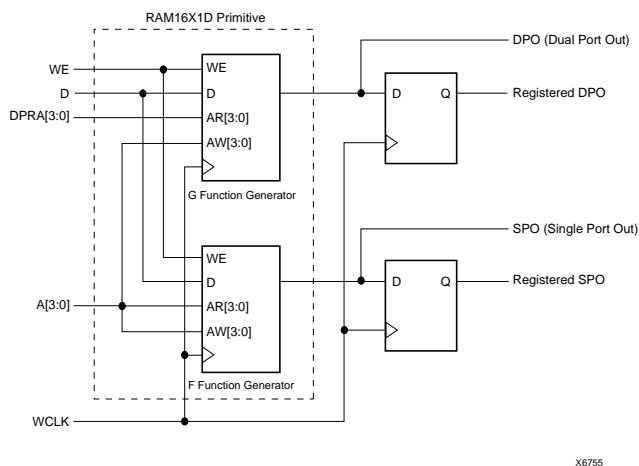 RAM16X1D Primitive
DPO (Dual Port Out)
WE
WE
D
D
D
Q
Registered DPO
DPRA[3:0]
AR[3:0]
AW[3:0]
G Function Generator
SPO (Single Port Out)
WE
D
D
Q
Registered SPO
A[3:0]
AR[3:0]
AW[3:0]
F Function Generator
WCLK
X6755